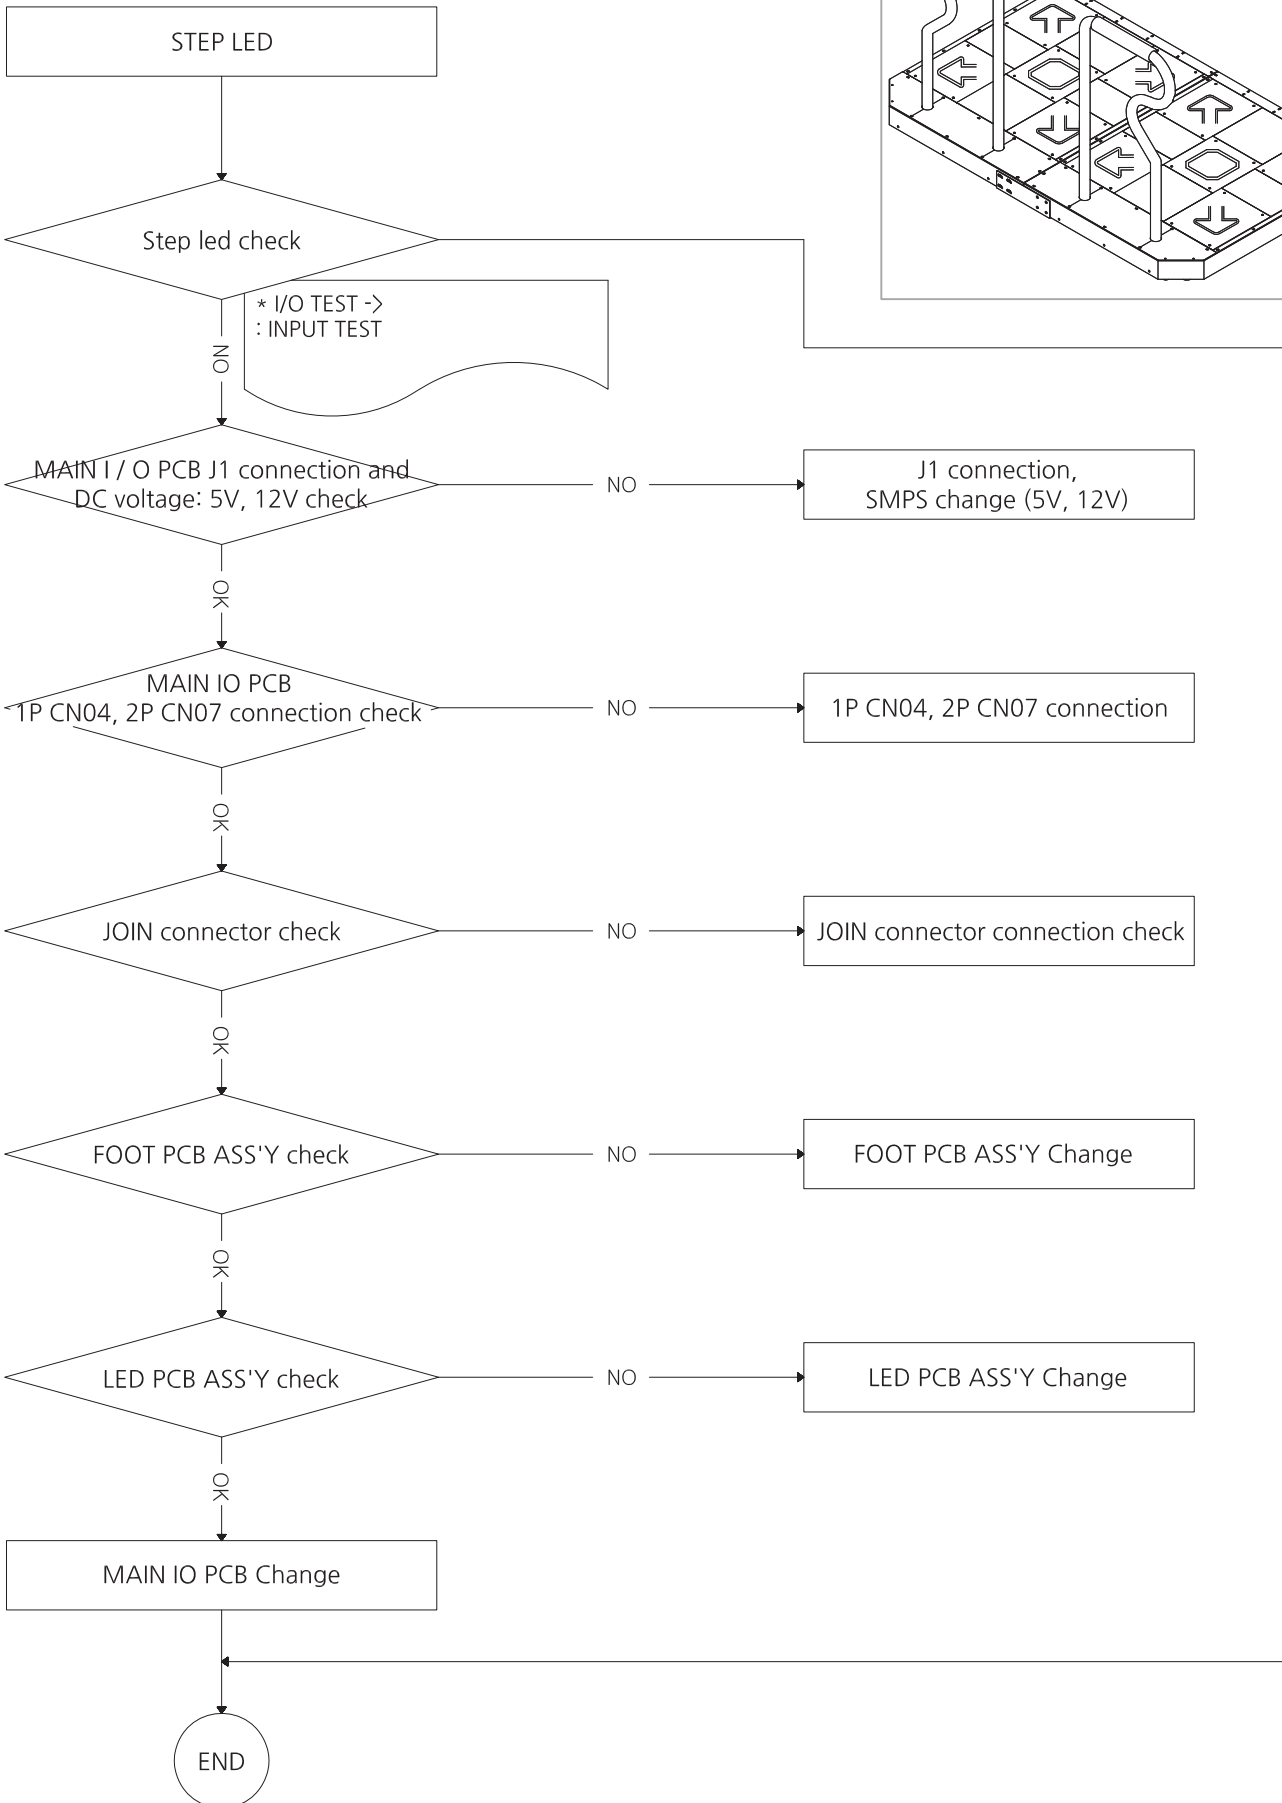 STEP LED
Step led check
* I/O TEST ->
: INPUT TEST
NO
MAIN I / O PCB J1 connection and
DC voltage: 5V, 12V check
NO
J1 connection,
SMPS change (5V, 12V)
OK
MAIN IO PCB
1P CN04, 2P CN07 connection check
NO
1P CN04, 2P CN07 connection
OK
JOIN connector check
NO
JOIN connector connection check
OK
FOOT PCB ASS'Y check
NO
FOOT PCB ASS'Y Change
OK
LED PCB ASS'Y check
NO
LED PCB ASS'Y Change
OK
MAIN IO PCB Change
END